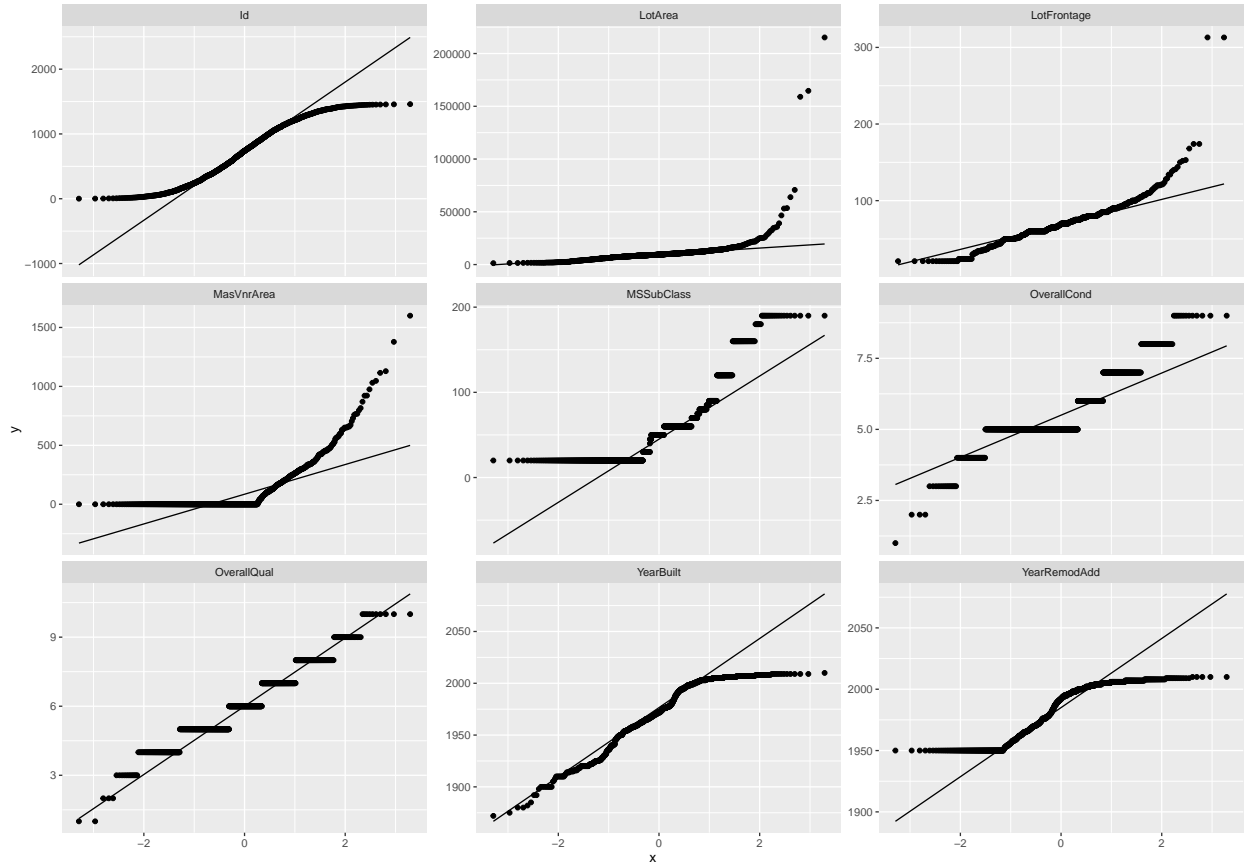 Id
LotArea
LotFrontage
2000
1000
0
−1000
200000
150000
100000
50000
0
300
200
100
MasVnrArea
MSSubClass
OverallCond
1500
1000
500
0
200
100
0
7.5
5.0
2.5
OverallQual
YearBuilt
YearRemodAdd
9
6
3
2050
2000
1950
1900
2050
2000
1950
1900
−2 0 2
−2 0 2
−2 0 2
x
y